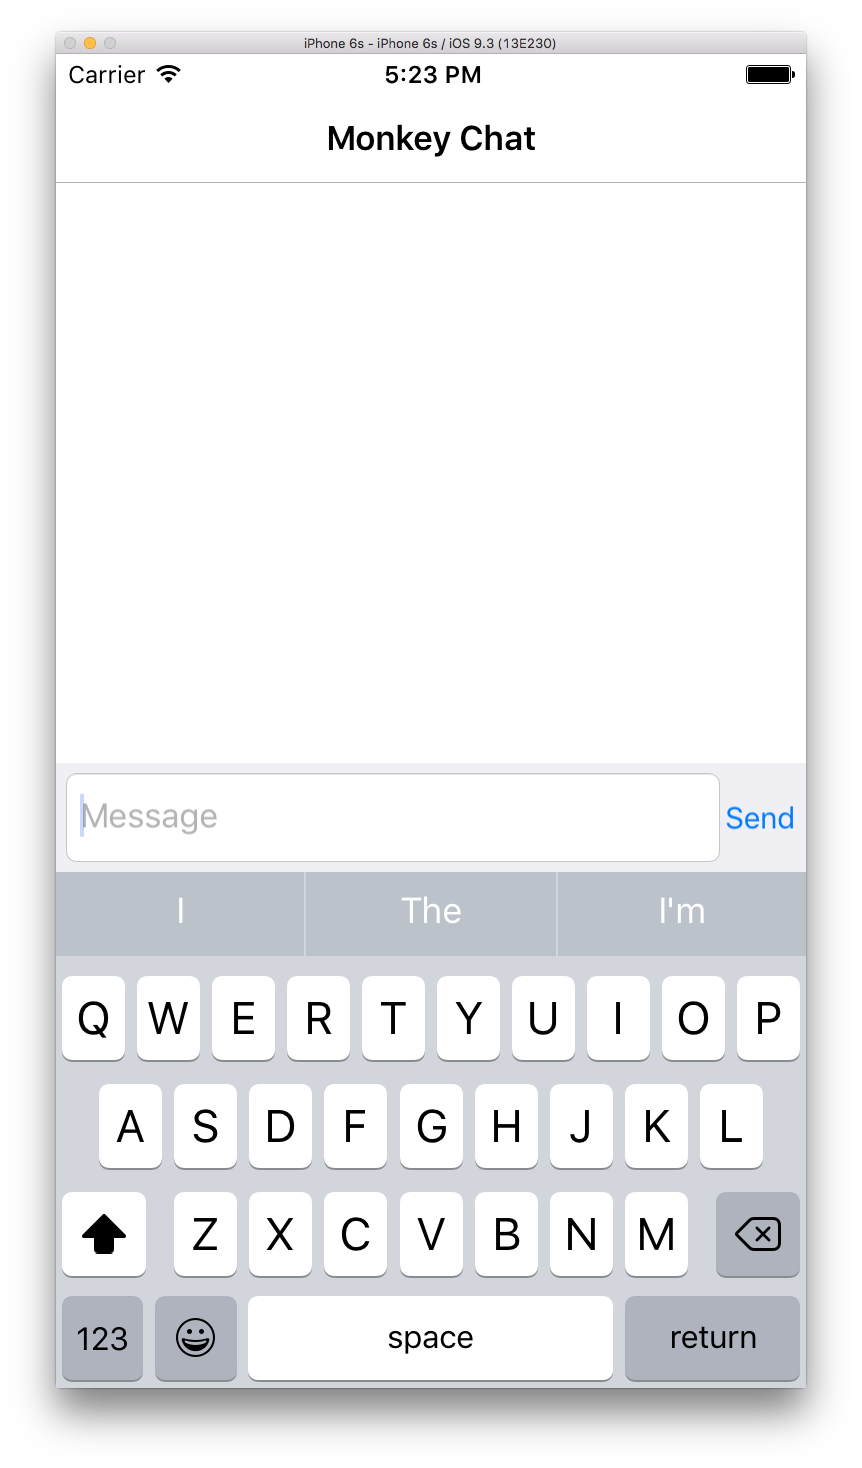 iPhone 6s - iPhone 6s / iOS 9.3 (13E230)
Carrier 5:23 PM
Monkey Chat
Message Send
I The I'm
Q W E R T Y U I O P
A S D F G H J K L
Z X C V B N M
123 space return